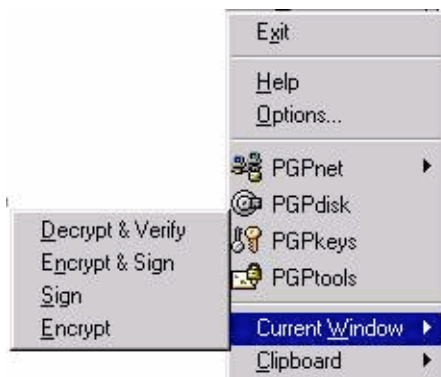 Exit
Help
Options...
PGPnet
PGPdisk
PGPkeys
PGPtools
Current Window
Clipboard
Decrypt & Verify
Encrypt & Sign
Sign
Encrypt